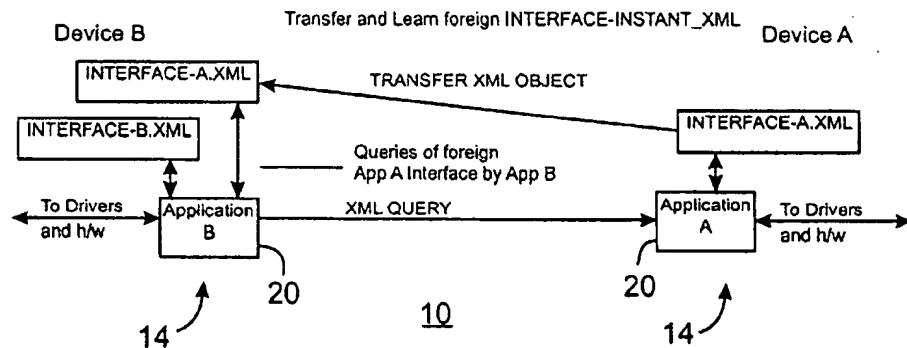 Transfer and Learn foreign INTERFACE-INSTANT_XML
Device B
Device A
INTERFACE-A.XML
TRANSFER XML OBJECT
INTERFACE-B.XML
INTERFACE-A.XML
Queries of foreign
App A Interface by App B
To Drivers
and h/w
Application
B
XML QUERY
Application
A
To Drivers
and h/w
20
20
10
14
14